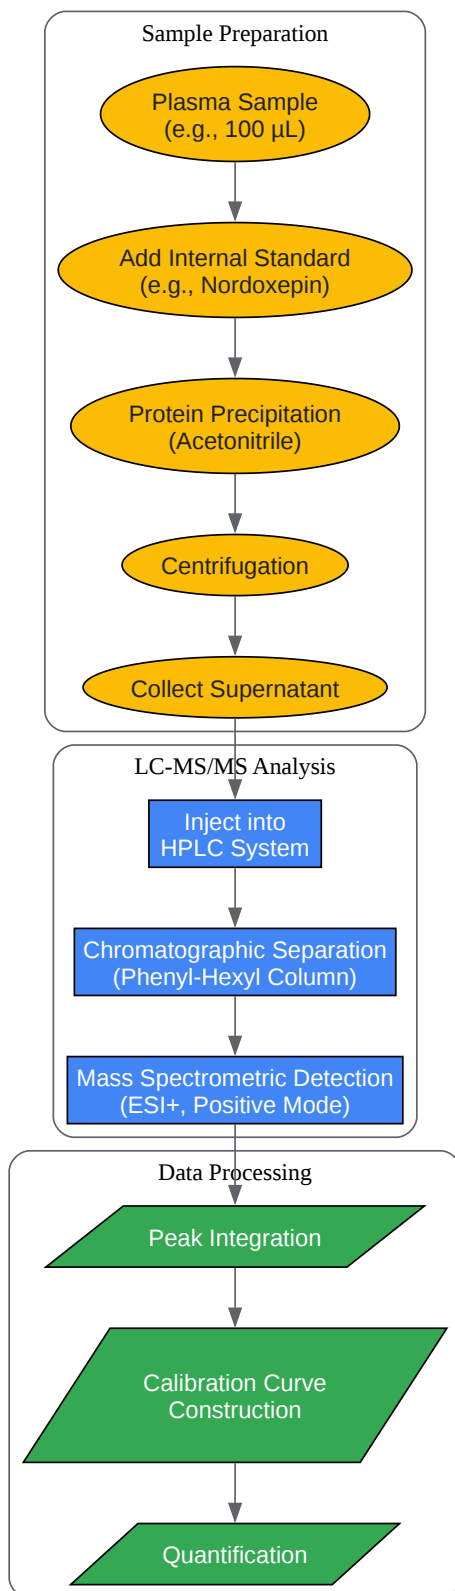 Sample Preparation
Plasma Sample
(e.g., 100 µL)
Add Internal Standard
(e.g., Nordoxepin)
Protein Precipitation
(Acetonitrile)
Centrifugation
Collect Supernatant
LC-MS/MS Analysis
Inject into
HPLC System
Chromatographic Separation
(Phenyl-Hexyl Column)
Mass Spectrometric Detection
(ESI+, Positive Mode)
Data Processing
Peak Integration
Calibration Curve
Construction
Quantification